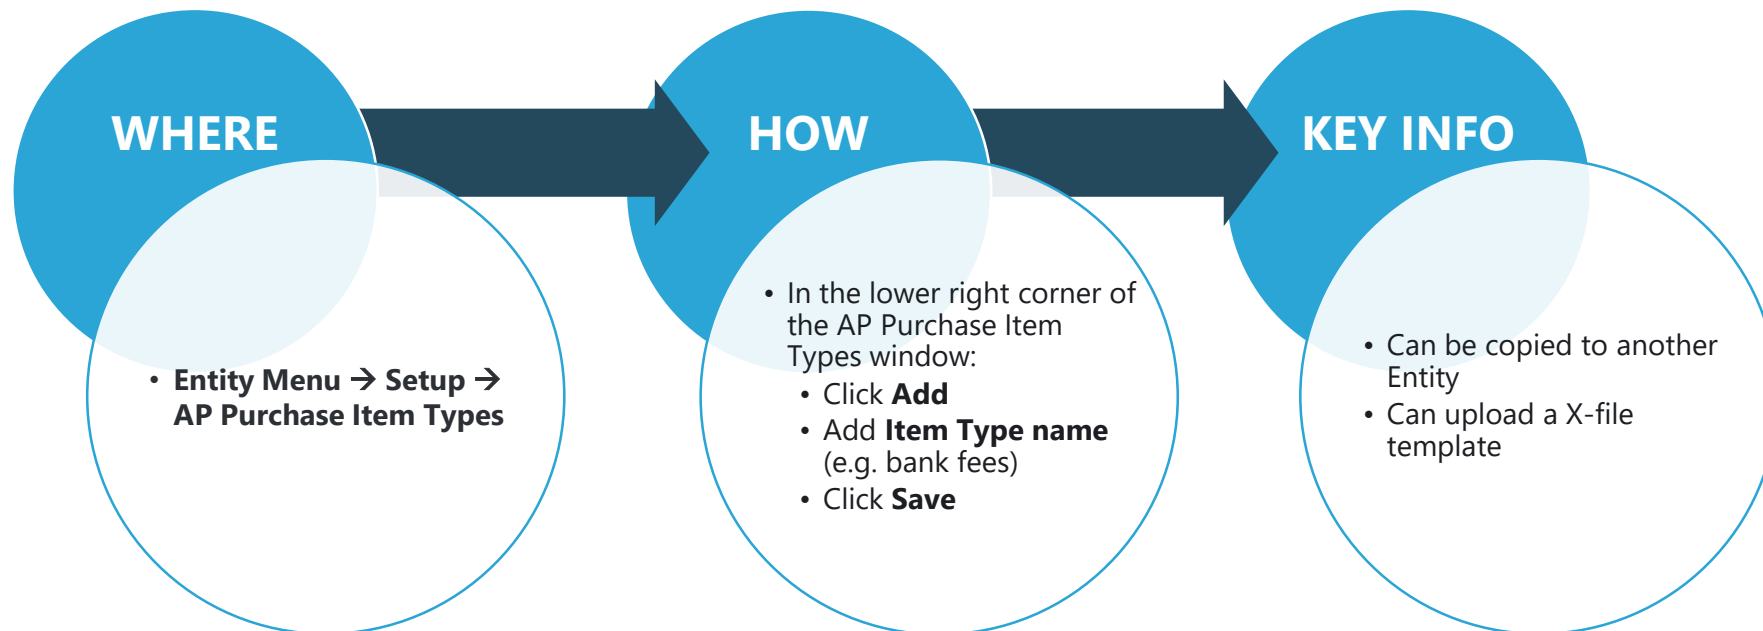 WHERE
• Entity Menu → Setup →
AP Purchase Item Types
HOW
• In the lower right corner of
the AP Purchase Item
Types window:
• Click Add
• Add Item Type name
(e.g. bank fees)
• Click Save
KEY INFO
• Can be copied to another
Entity
• Can upload a X-file
template